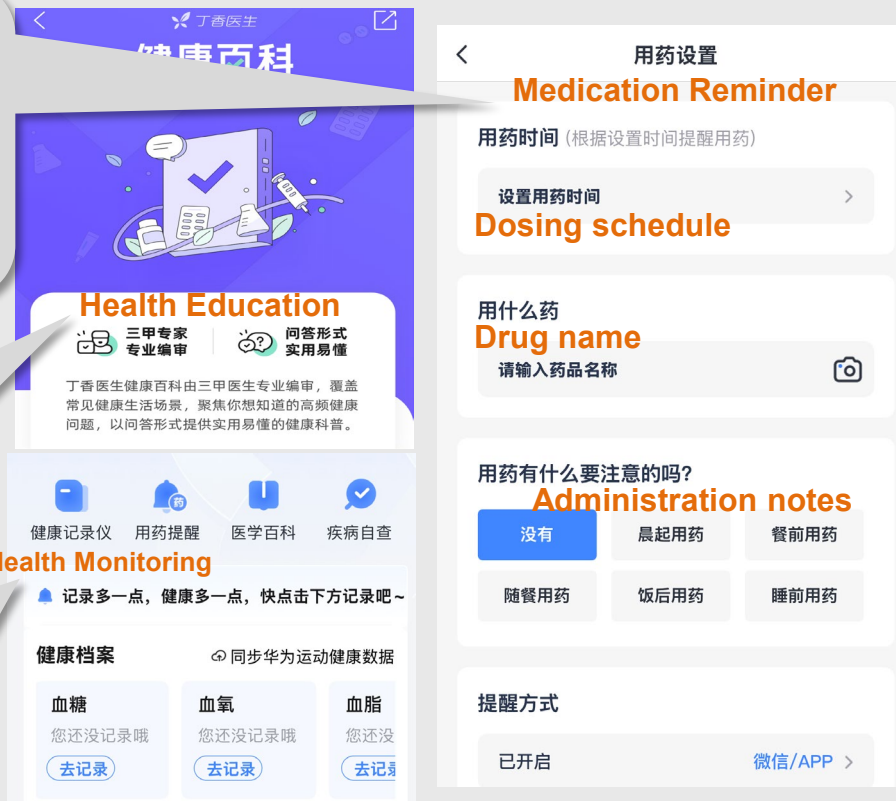 丁香医生
健康百科
Health Education
三甲专家
专业编审
问答形式
实用易懂
丁香医生健康百科由三甲医生专业编审，覆盖
常见健康生活场景，聚焦你想知道的高频健康
问题，以问答形式提供实用易懂的健康科普。
药
健康记录仪 用药提醒 医学百科 疾病自查
Health Monitoring
记录多一点，健康多一点，快点击下方记录吧~
健康档案 同步华为运动健康数据
血糖 血氧 血脂
您还没记录哦 您还没记录哦 您还没
去记录 去记录 去记
用药设置
Medication Reminder
用药时间 (根据设置时间提醒用药)
设置用药时间
Dosing schedule
用什么药
Drug name
请输入药品名称
用药有什么要注意的吗?
Administration notes
没有 晨起用药 餐前用药
随餐用药 饭后用药 睡前用药
提醒方式
已开启 微信/APP